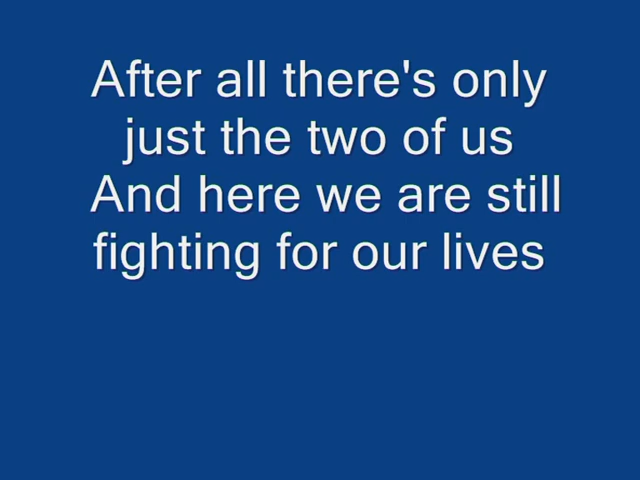 After all there's only
just the two of us
And here we are still
fighting for our lives